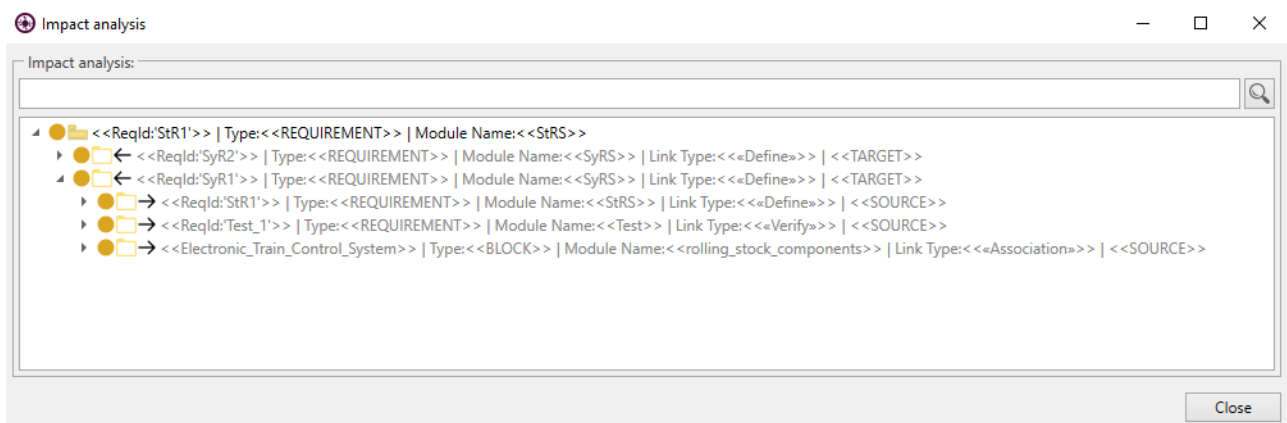 Impact analysis
Impact analysis:
<<ReqId:'StR1'>> | Type:<<REQUIREMENT>> | Module Name:<<StRS>>
<<ReqId:'SyR2'>> | Type:<<REQUIREMENT>> | Module Name:<<SyRS>> | Link Type:<<«Define»>> | <<TARGET>>
<<ReqId:'SyR1'>> | Type:<<REQUIREMENT>> | Module Name:<<SyRS>> | Link Type:<<«Define»>> | <<TARGET>>
<<ReqId:'StR1'>> | Type:<<REQUIREMENT>> | Module Name:<<StRS>> | Link Type:<<«Define»>> | <<SOURCE>>
<<ReqId:'Test_1'>> | Type:<<REQUIREMENT>> | Module Name:<<Test>> | Link Type:<<«Verify»>> | <<SOURCE>>
<<Electronic_Train_Control_System>> | Type:<<BLOCK>> | Module Name:<<rolling_stock_components>> | Link Type:<<«Association»>> | <<SOURCE>>
Close